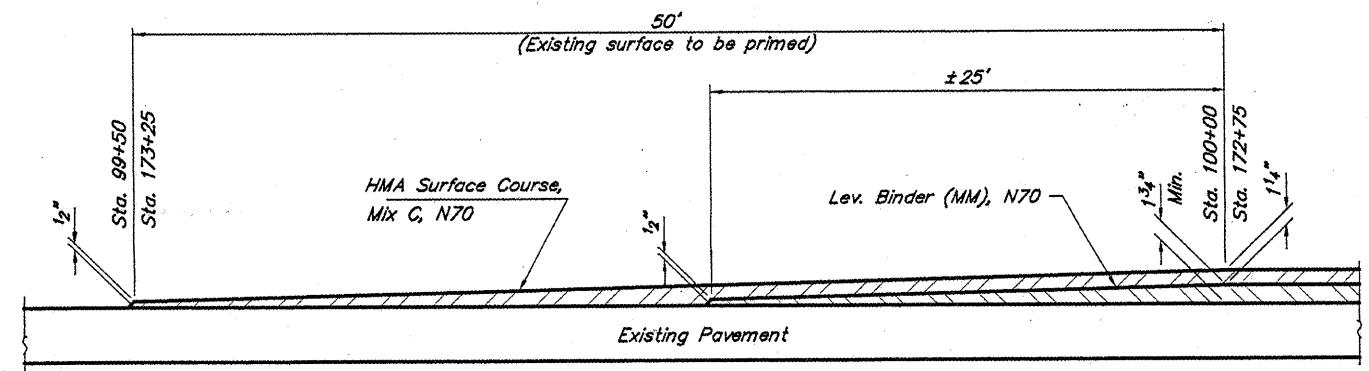 50'
(Existing surface to be primed)
±25'
Sta. 99+50
Sta. 173+25
HMA Surface Course,
Mix C, N70
Lev. Binder (MM), N70
1 3/4"
Min.
Sta. 100+00
Sta. 172+75
1 1/4"
1/2"
1/2"
Existing Pavement